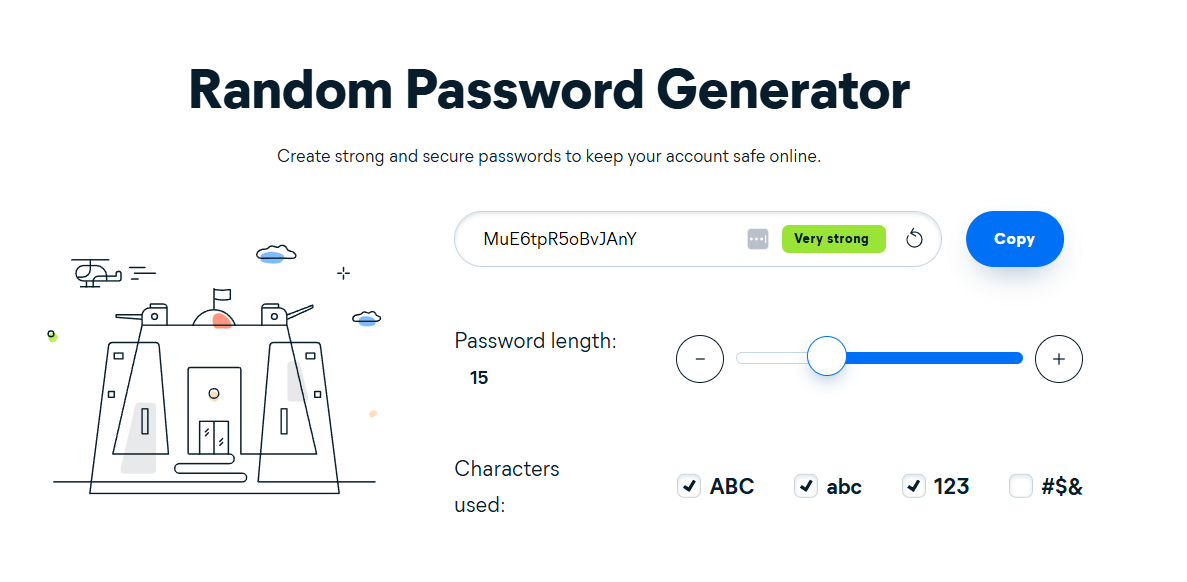 Random Password Generator
Create strong and secure passwords to keep your account safe online.
MuE6tpR5oBvJAnY
Very strong
Copy
Password length:
15
Characters
used:
ABC
abc
123
#$&